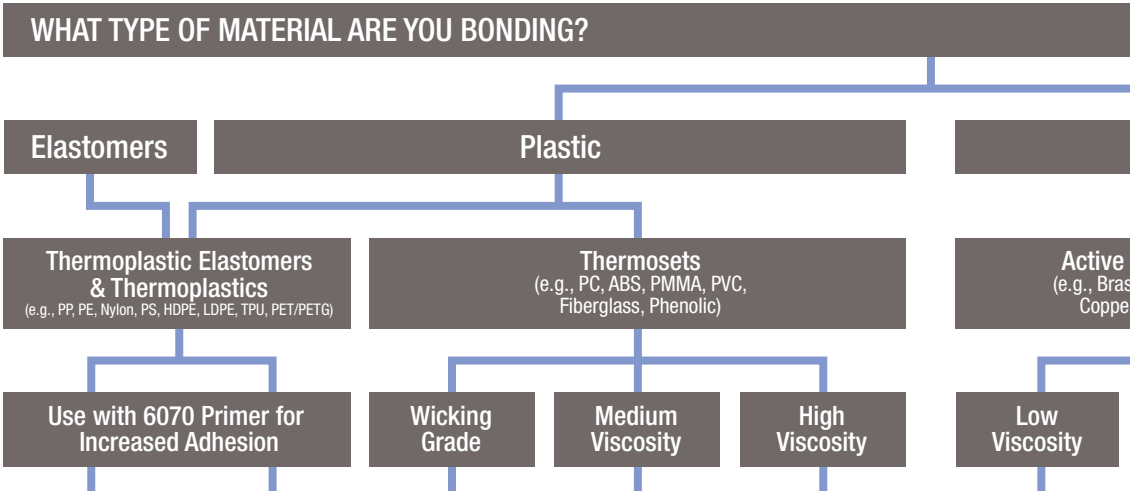 WHAT TYPE OF MATERIAL ARE YOU BONDING?
Elastomers
Plastic
Thermoplastic Elastomers
& Thermoplastics
(e.g., PP, PE, Nylon, PS, HDPE, LDPE, TPU, PET/PETG)
Thermosets
(e.g., PC, ABS, PMMA, PVC,
Fiberglass, Phenolic)
Active
(e.g.,
Use with 6070 Primer for
Increased Adhesion
Wicking
Grade
Medium
Viscosity
High
Viscosity
Low
Viscosity